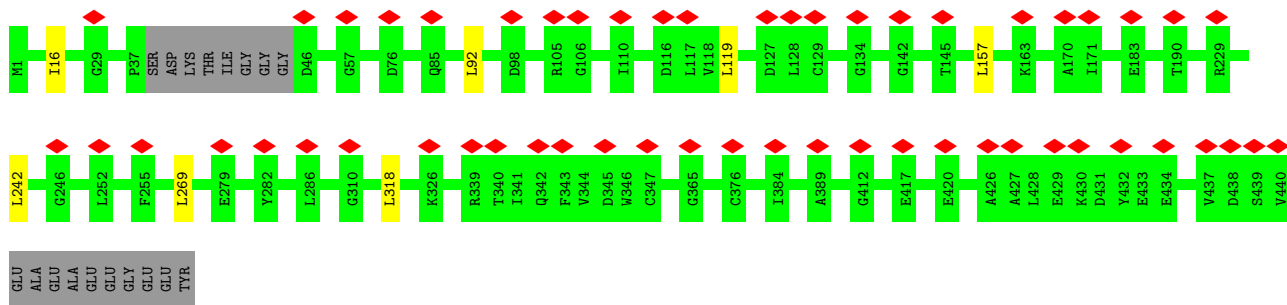 M1 I16 G29 P37 SER ASP LYS THR ILE GLY GLY GLY D46 G57 D76 Q85 L92 D98 R105 G106 I110 D116 L117 V118 L119 D127 L128 C129 G134 G142 T145 L157 K163 A170 I171 E183 T190 R229
L242 G246 L252 F255 L269 E279 Y282 L286 G310 L318 K326 R339 T340 I341 Q342 F343 V344 D345 W346 C347 G365 C376 I384 A389 G412 E417 E420 A426 A427 L428 E429 K430 D431 Y432 E433 E434 V437 D438 S439 V440
GLU ALA GLU ALA GLU GLU GLY GLU GLU TYR